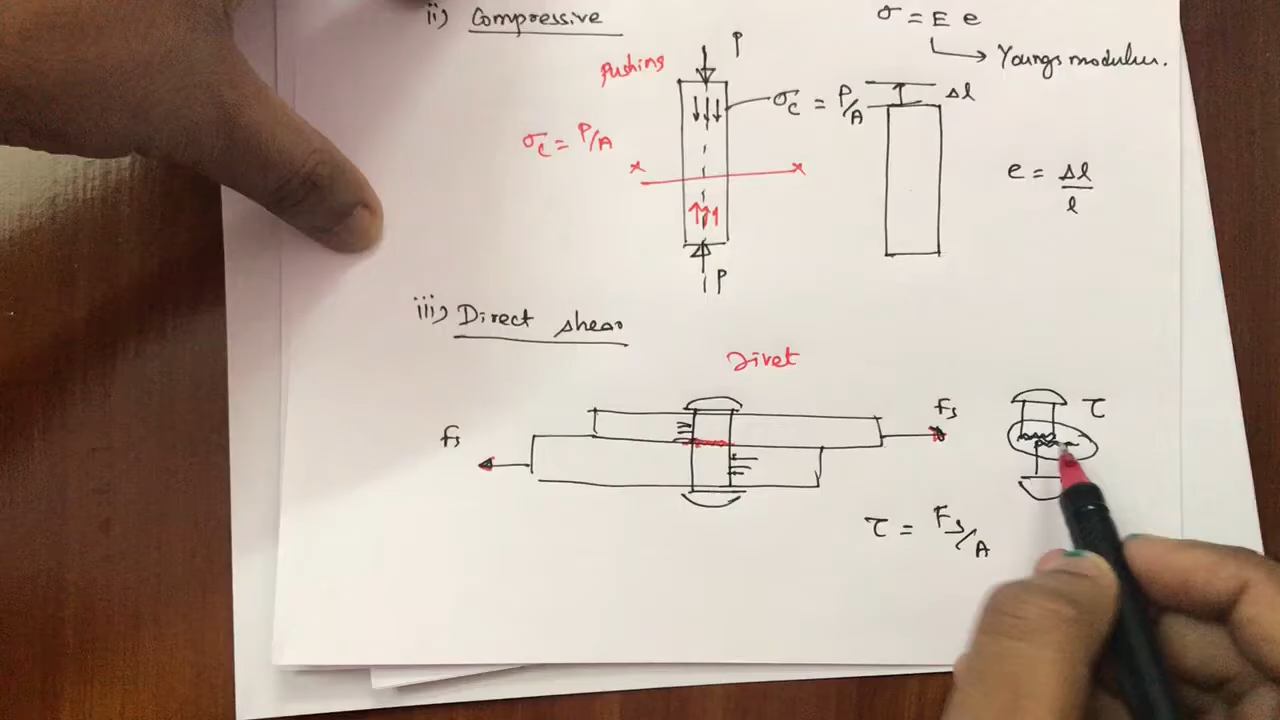 ii) Compressive
σ = E e
Youngs modulus.
P
pushing
σc = P/A
Δl
σc = P/A
e = Δl/l
P
iii) Direct shear
rivet
fs
Fs
τ
τ = Fs/A